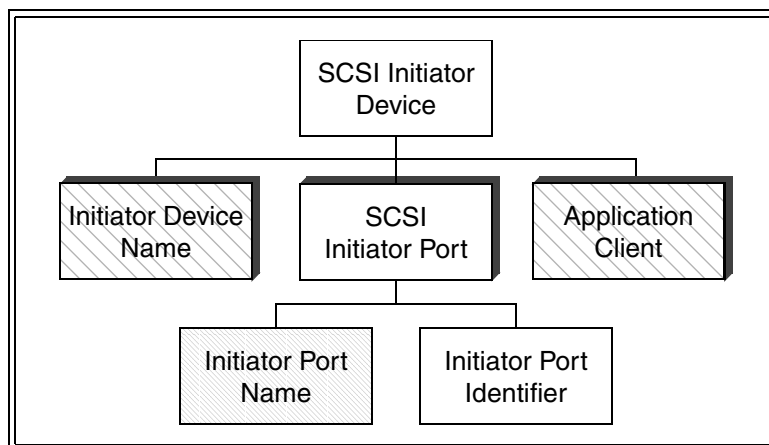 SCSI Initiator
Device
Initiator Device
Name
SCSI
Initiator Port
Application
Client
Initiator Port
Name
Initiator Port
Identifier